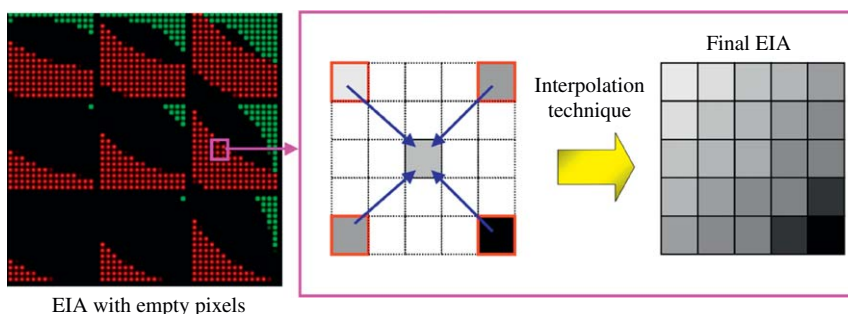 Final EIA
Interpolation
technique
EIA with empty pixels